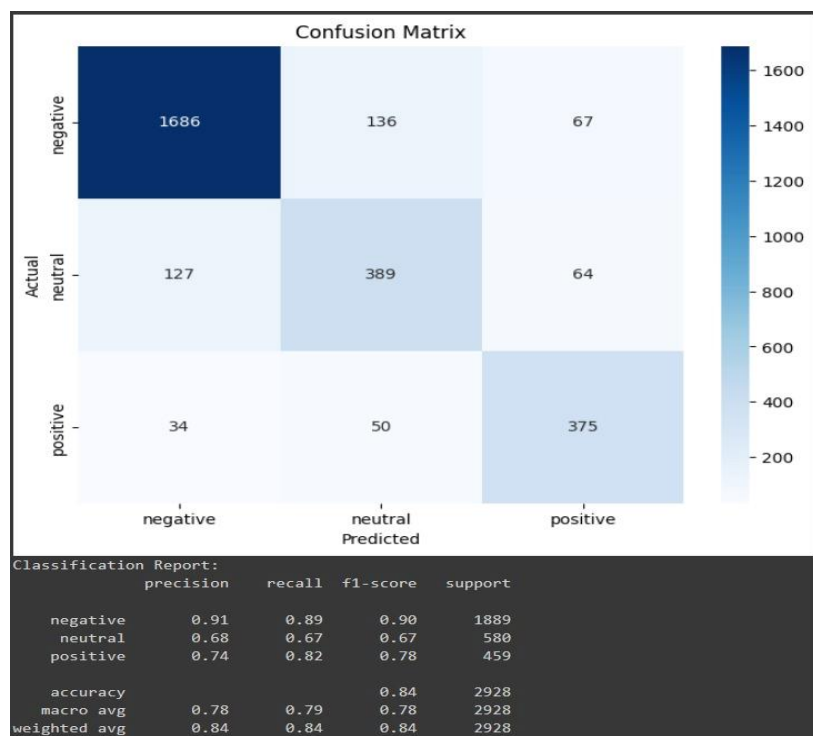 Confusion Matrix
negative 1686 136 67
neutral 127 389 64
positive 34 50 375
Actual
negative neutral positive
Predicted
1600
1400
1200
1000
800
600
400
200
Classification Report:
precision recall f1-score support
negative 0.91 0.89 0.90 1889
neutral 0.68 0.67 0.67 580
positive 0.74 0.82 0.78 459
accuracy 0.84 2928
macro avg 0.78 0.79 0.78 2928
weighted avg 0.84 0.84 0.84 2928